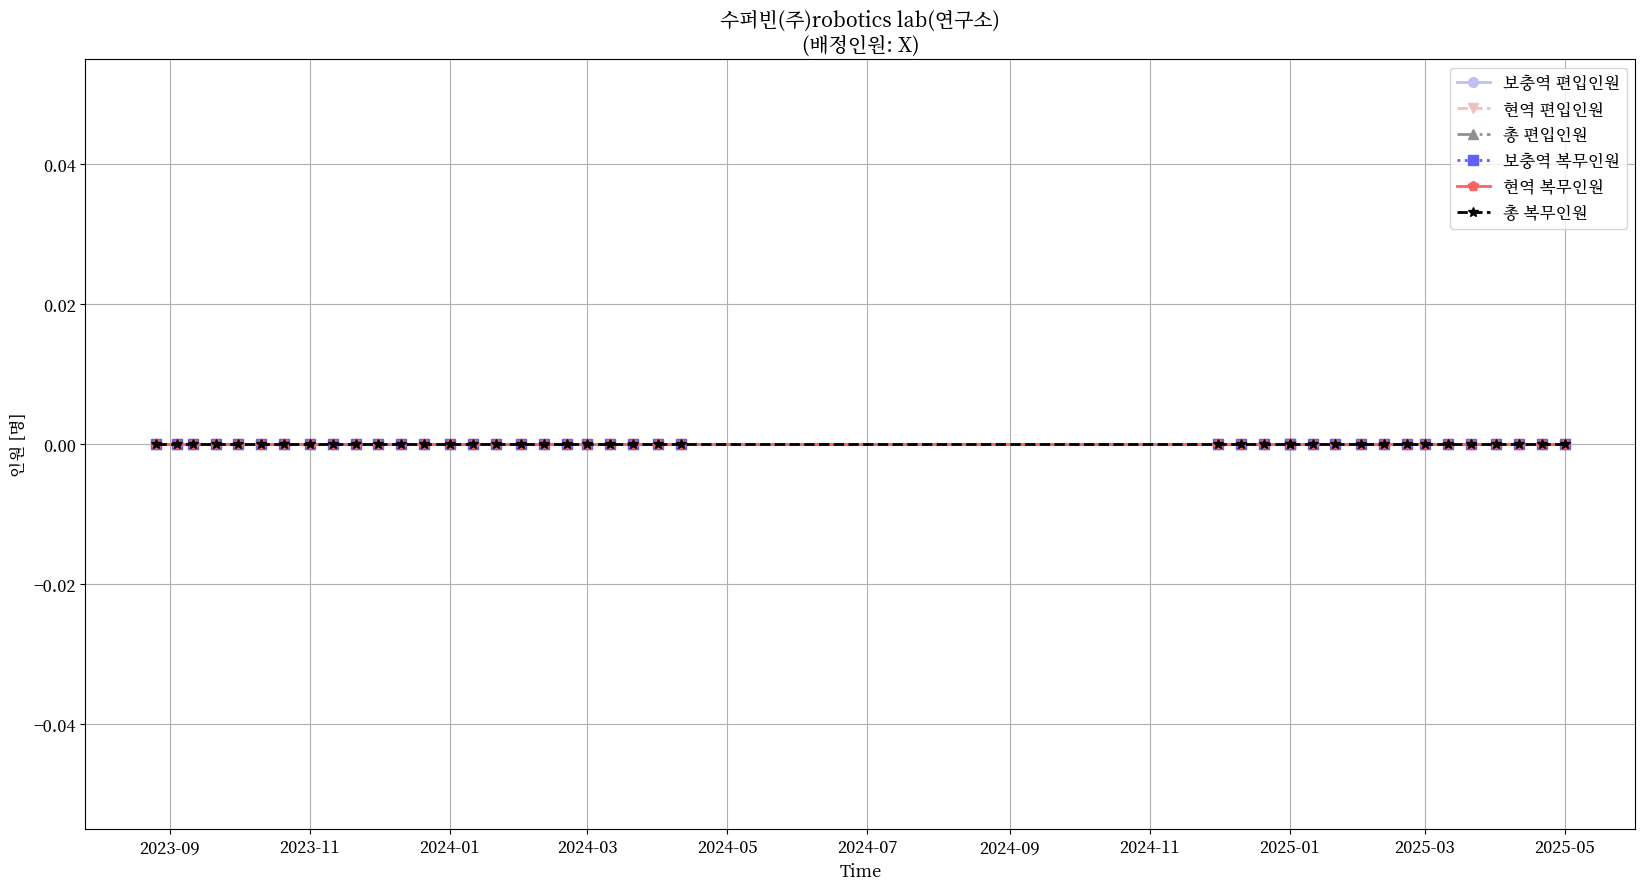 수퍼빈(주)robotics lab(연구소)
(배정인원: X)
보충역 편입인원
현역 편입인원
총 편입인원
보충역 복무인원
현역 복무인원
총 복무인원
인원 [명]
0.04
0.02
0.00
−0.02
−0.04
2023-09
2023-11
2024-01
2024-03
2024-05
2024-07
2024-09
2024-11
2025-01
2025-03
2025-05
Time